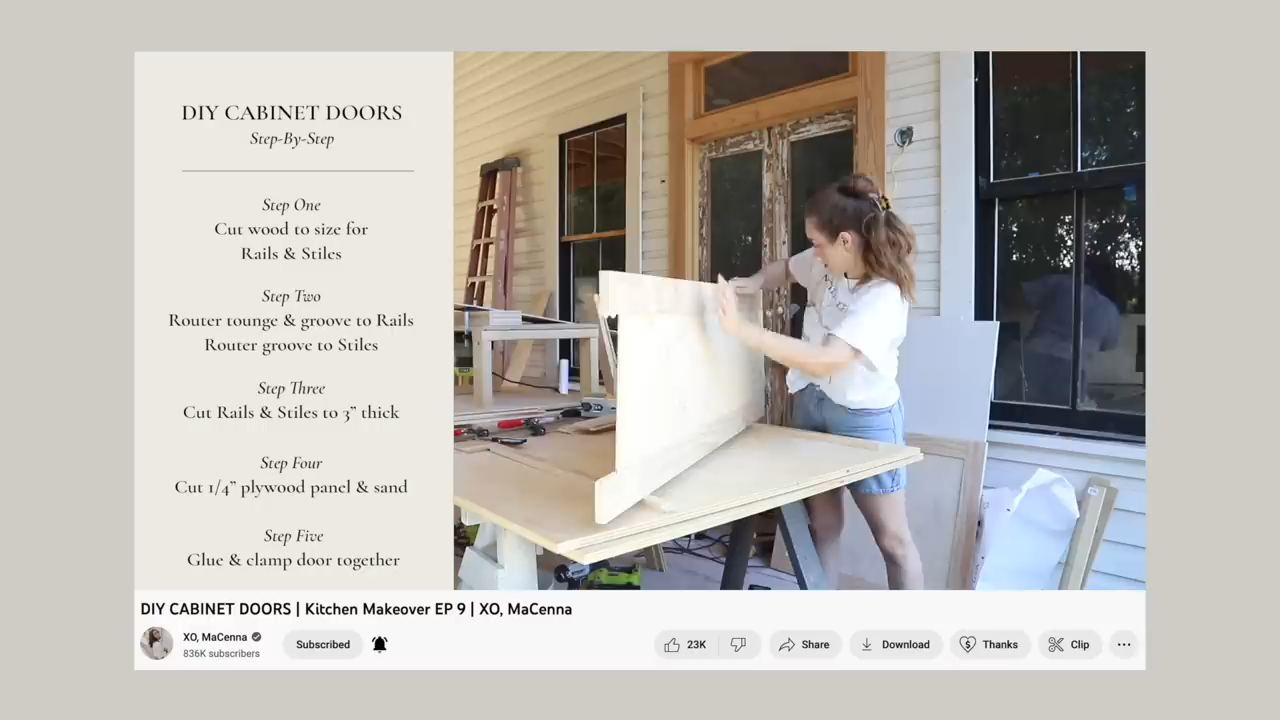 DIY CABINET DOORS
Step-By-Step
Step One
Cut wood to size for
Rails & Stiles
Step Two
Router tounge & groove to Rails
Router groove to Stiles
Step Three
Cut Rails & Stiles to 3” thick
Step Four
Cut 1/4” plywood panel & sand
Step Five
Glue & clamp door together
DIY CABINET DOORS | Kitchen Makeover EP 9 | XO, MaCenna
XO, MaCenna
836K subscribers
Subscribed
23K
Share
Download
Thanks
Clip